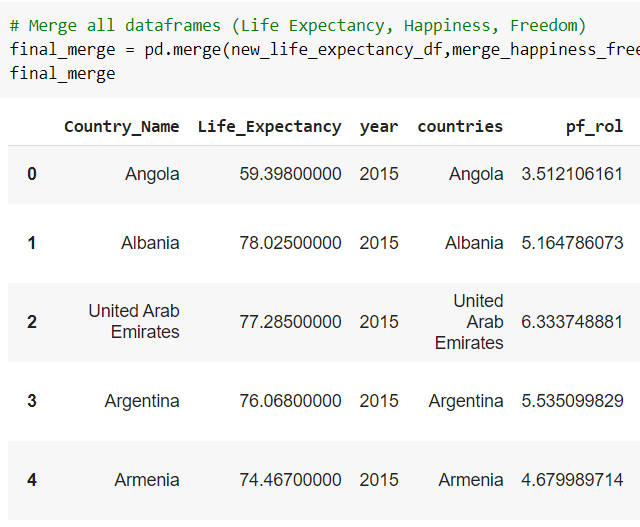 # Merge all dataframes (Life Expectancy, Happiness, Freedom)
final_merge = pd.merge(new_life_expectancy_df,merge_happiness_free
final_merge
Country_Name Life_Expectancy year countries pf_rol
0 Angola 59.39800000 2015 Angola 3.512106161
1 Albania 78.02500000 2015 Albania 5.164786073
2 United Arab Emirates 77.28500000 2015 United Arab Emirates 6.333748881
3 Argentina 76.06800000 2015 Argentina 5.535099829
4 Armenia 74.46700000 2015 Armenia 4.679989714